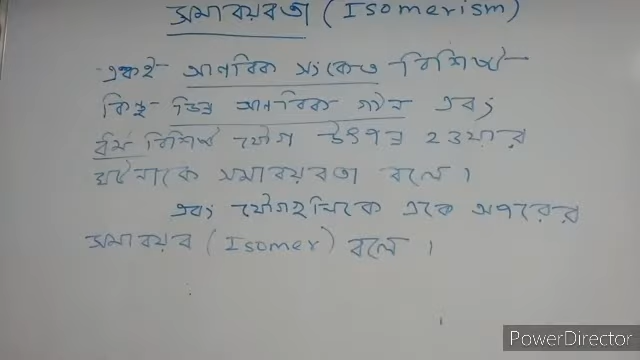 সমাবয়বতা (Isomerism)
একই আণবিক সংকেত বিশিষ্ট
কিন্তু ভিন্ন আণবিক গঠন এবং
ধর্ম বিশিষ্ট যৌগ উৎপন্ন হওয়ার
ঘটনাকে সমাবয়বতা বলে।
এবং যৌগগুলিকে একে অপরের
সমাবয়ব (Isomer) বলে।
PowerDirector